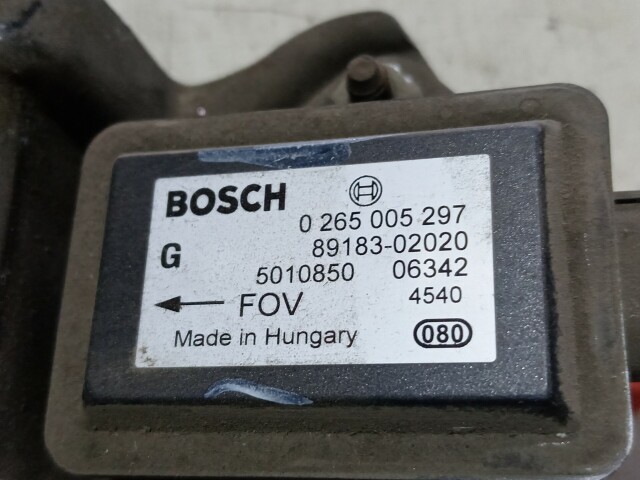 BOSCH
0 265 005 297
G 89183-02020
5010850 06342
FOV 4540
Made in Hungary 080